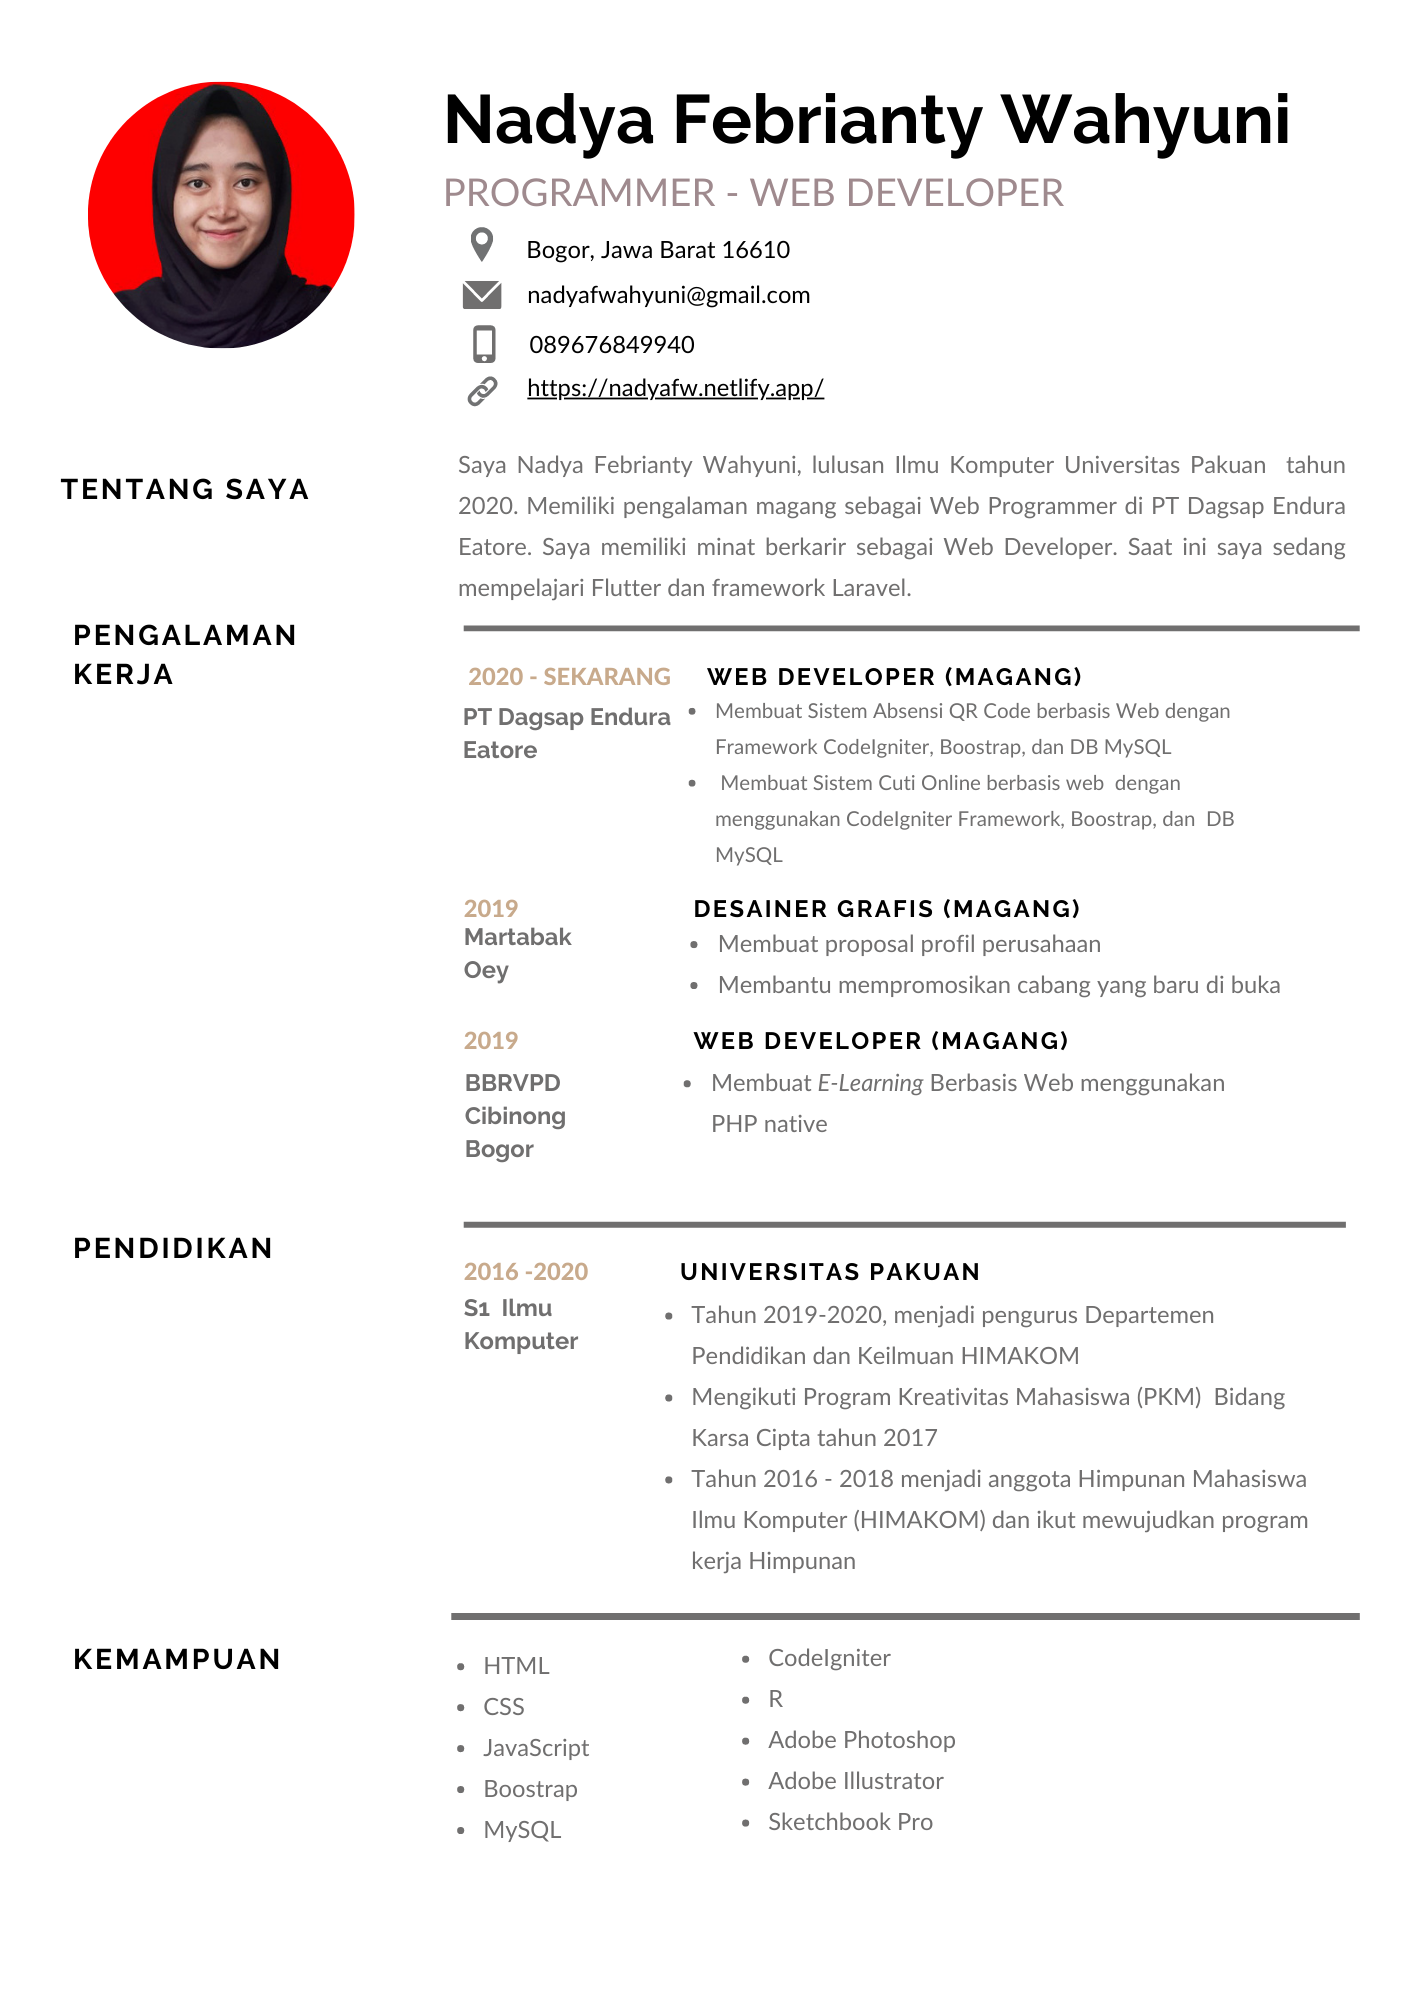 Nadya Febrianty Wahyuni
PROGRAMMER - WEB DEVELOPER
Bogor, Jawa Barat 16610
nadyafwahyuni@gmail.com
089676849940
https://nadyafw.netlify.app/
TENTANG SAYA
Saya Nadya Febrianty Wahyuni, lulusan Ilmu Komputer Universitas Pakuan tahun
2020. Memiliki pengalaman magang sebagai Web Programmer di PT Dagsap Endura
Eatore. Saya memiliki minat berkarir sebagai Web Developer. Saat ini saya sedang
mempelajari Flutter dan framework Laravel.
PENGALAMAN
KERJA
2020 - SEKARANG
PT Dagsap Endura
Eatore
WEB DEVELOPER (MAGANG)
• Membuat Sistem Absensi QR Code berbasis Web dengan
Framework CodeIgniter, Boostrap, dan DB MySQL
• Membuat Sistem Cuti Online berbasis web dengan
menggunakan CodeIgniter Framework, Boostrap, dan DB
MySQL
2019
Martabak
Oey
DESAINER GRAFIS (MAGANG)
• Membuat proposal profil perusahaan
• Membantu mempromosikan cabang yang baru di buka
2019
BBRVPD
Cibinong
Bogor
WEB DEVELOPER (MAGANG)
• Membuat E-Learning Berbasis Web menggunakan
PHP native
PENDIDIKAN
2016 -2020
S1 Ilmu
Komputer
UNIVERSITAS PAKUAN
• Tahun 2019-2020, menjadi pengurus Departemen
Pendidikan dan Keilmuan HIMAKOM
• Mengikuti Program Kreativitas Mahasiswa (PKM) Bidang
Karsa Cipta tahun 2017
• Tahun 2016 - 2018 menjadi anggota Himpunan Mahasiswa
Ilmu Komputer (HIMAKOM) dan ikut mewujudkan program
kerja Himpunan
KEMAMPUAN
• HTML
• CSS
• JavaScript
• Boostrap
• MySQL
• CodeIgniter
• R
• Adobe Photoshop
• Adobe Illustrator
• Sketchbook Pro